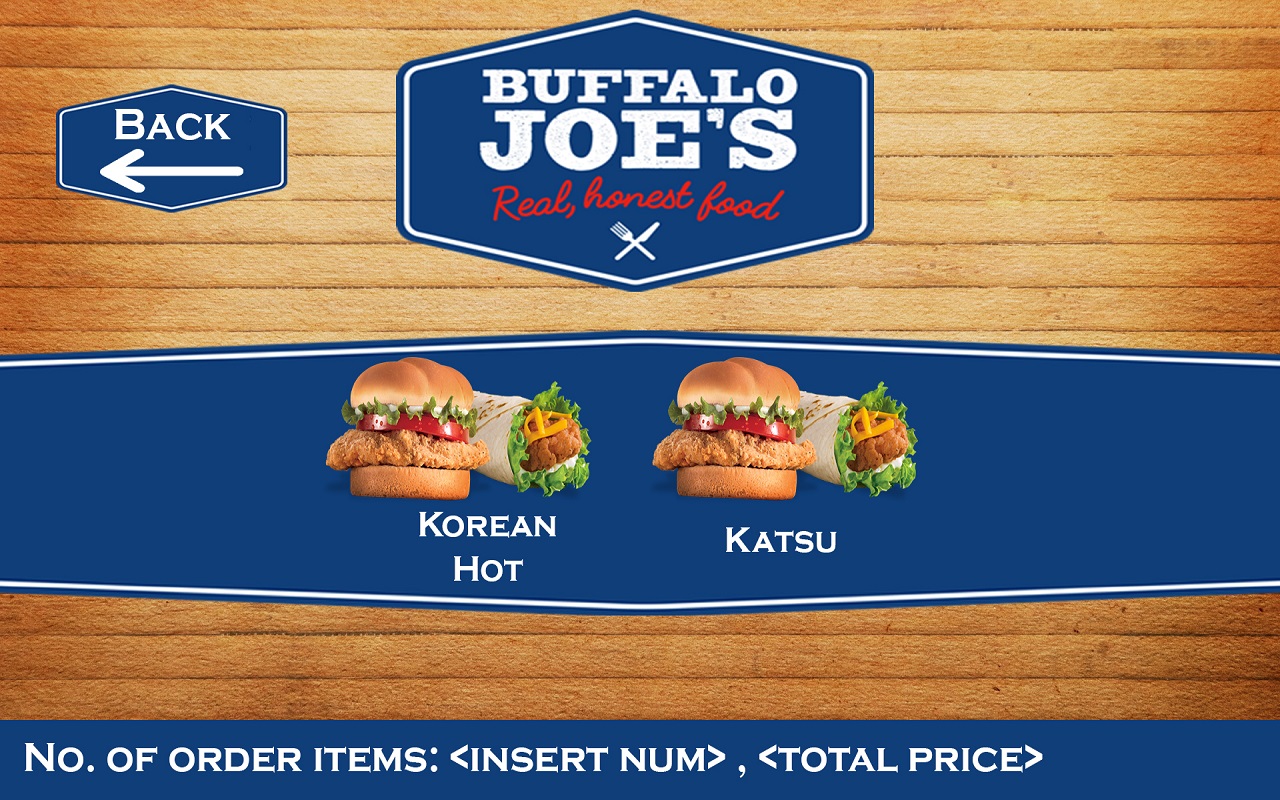 BACK
BUFFALO
JOE'S
Real, honest food
KOREAN
HOT
KATSU
NO. OF ORDER ITEMS: <INSERT NUM> , <TOTAL PRICE>